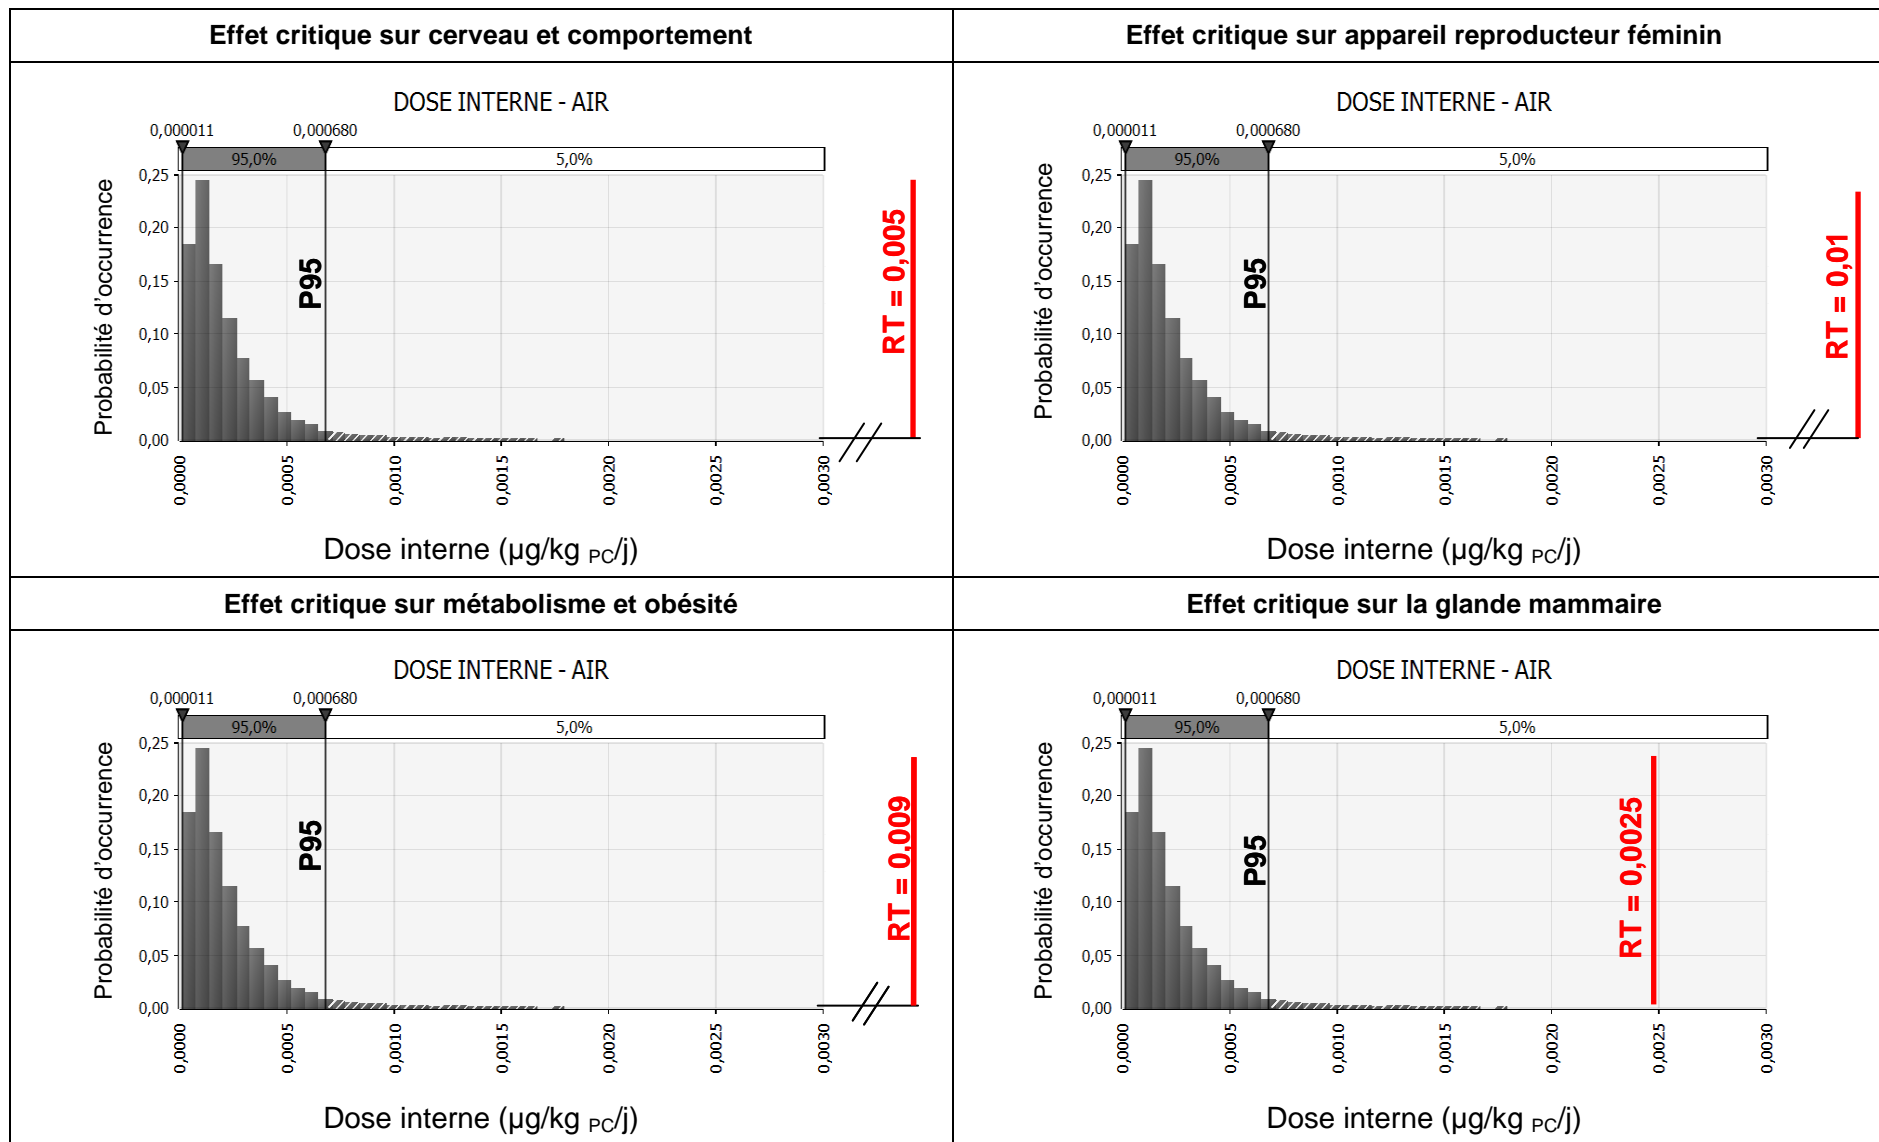 Effet critique sur cerveau et comportement
DOSE INTERNE - AIR
0,000011 0,000680
95,0% 5,0%
Probabilité d'occurrence
0,25
0,20
0,15
0,10
0,05
0,00
P95
RT = 0,005
0,0000 0,0005 0,0010 0,0015 0,0020 0,0025 0,0030
Dose interne (µg/kg PC/j)
Effet critique sur appareil reproducteur féminin
DOSE INTERNE - AIR
0,000011 0,000680
95,0% 5,0%
Probabilité d'occurrence
0,25
0,20
0,15
0,10
0,05
0,00
P95
RT = 0,01
0,0000 0,0005 0,0010 0,0015 0,0020 0,0025 0,0030
Dose interne (µg/kg PC/j)
Effet critique sur métabolisme et obésité
DOSE INTERNE - AIR
0,000011 0,000680
95,0% 5,0%
Probabilité d'occurrence
0,25
0,20
0,15
0,10
0,05
0,00
P95
RT = 0,009
0,0000 0,0005 0,0010 0,0015 0,0020 0,0025 0,0030
Dose interne (µg/kg PC/j)
Effet critique sur la glande mammaire
DOSE INTERNE - AIR
0,000011 0,000680
95,0% 5,0%
Probabilité d'occurrence
0,25
0,20
0,15
0,10
0,05
0,00
P95
RT = 0,0025
0,0000 0,0005 0,0010 0,0015 0,0020 0,0025 0,0030
Dose interne (µg/kg PC/j)